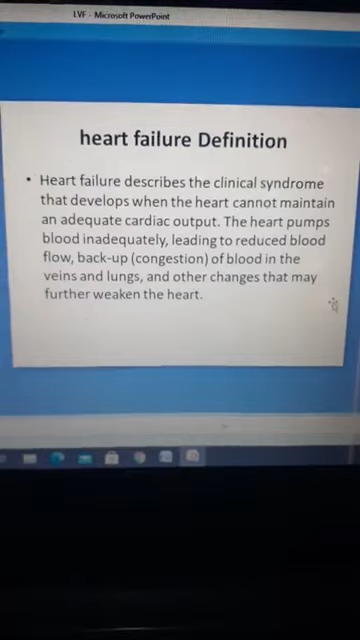 LVF - Microsoft PowerPoint
heart failure Definition
• Heart failure describes the clinical syndrome
that develops when the heart cannot maintain
an adequate cardiac output. The heart pumps
blood inadequately, leading to reduced blood
flow, back-up (congestion) of blood in the
veins and lungs, and other changes that may
further weaken the heart.